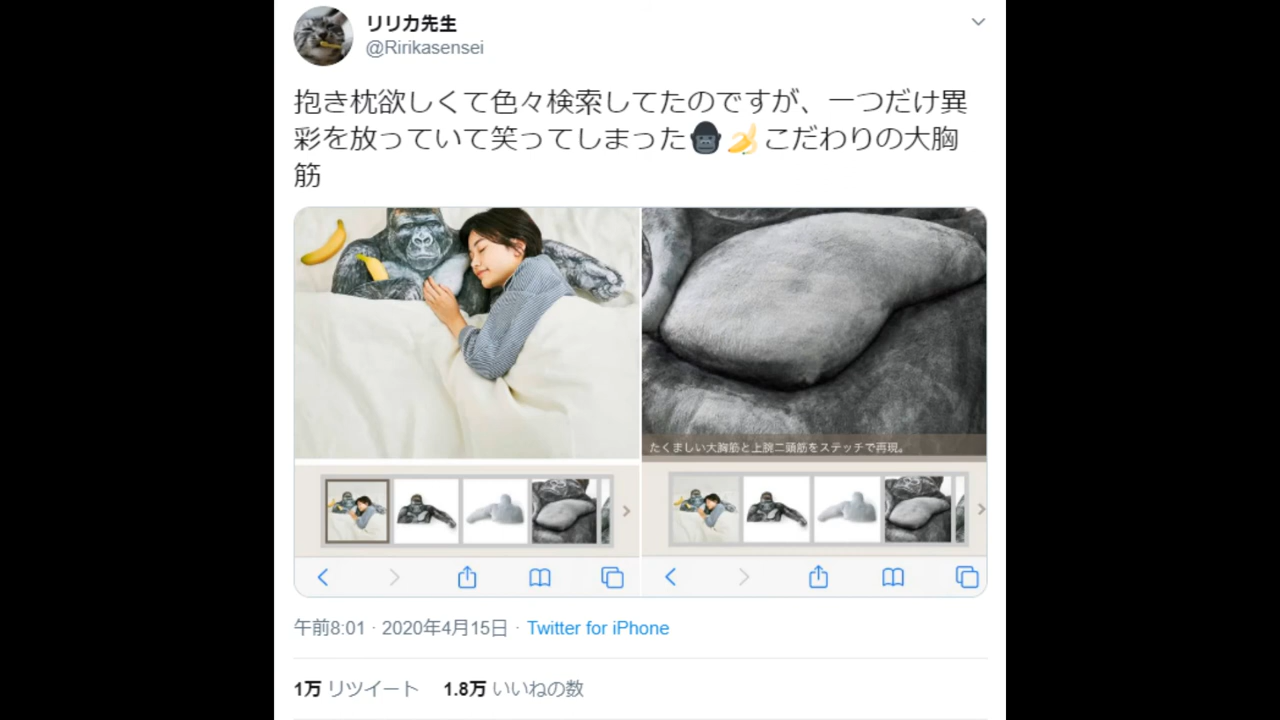 リリカ先生
@Ririkasensei
抱き枕欲しくて色々検索してたのですが、一つだけ異
彩を放っていて笑ってしまった🦍🍌こだわりの大胸
筋
たくましい大胸筋と上腕二頭筋をステッチで再現。
午前8:01 · 2020年4月15日 · Twitter for iPhone
1万 リツイート 1.8万 いいねの数